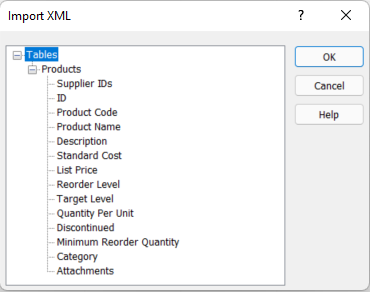 Import XML
?
Tables
Products
Supplier IDs
ID
Product Code
Product Name
Description
Standard Cost
List Price
Reorder Level
Target Level
Quantity Per Unit
Discontinued
Minimum Reorder Quantity
Category
Attachments
OK
Cancel
Help